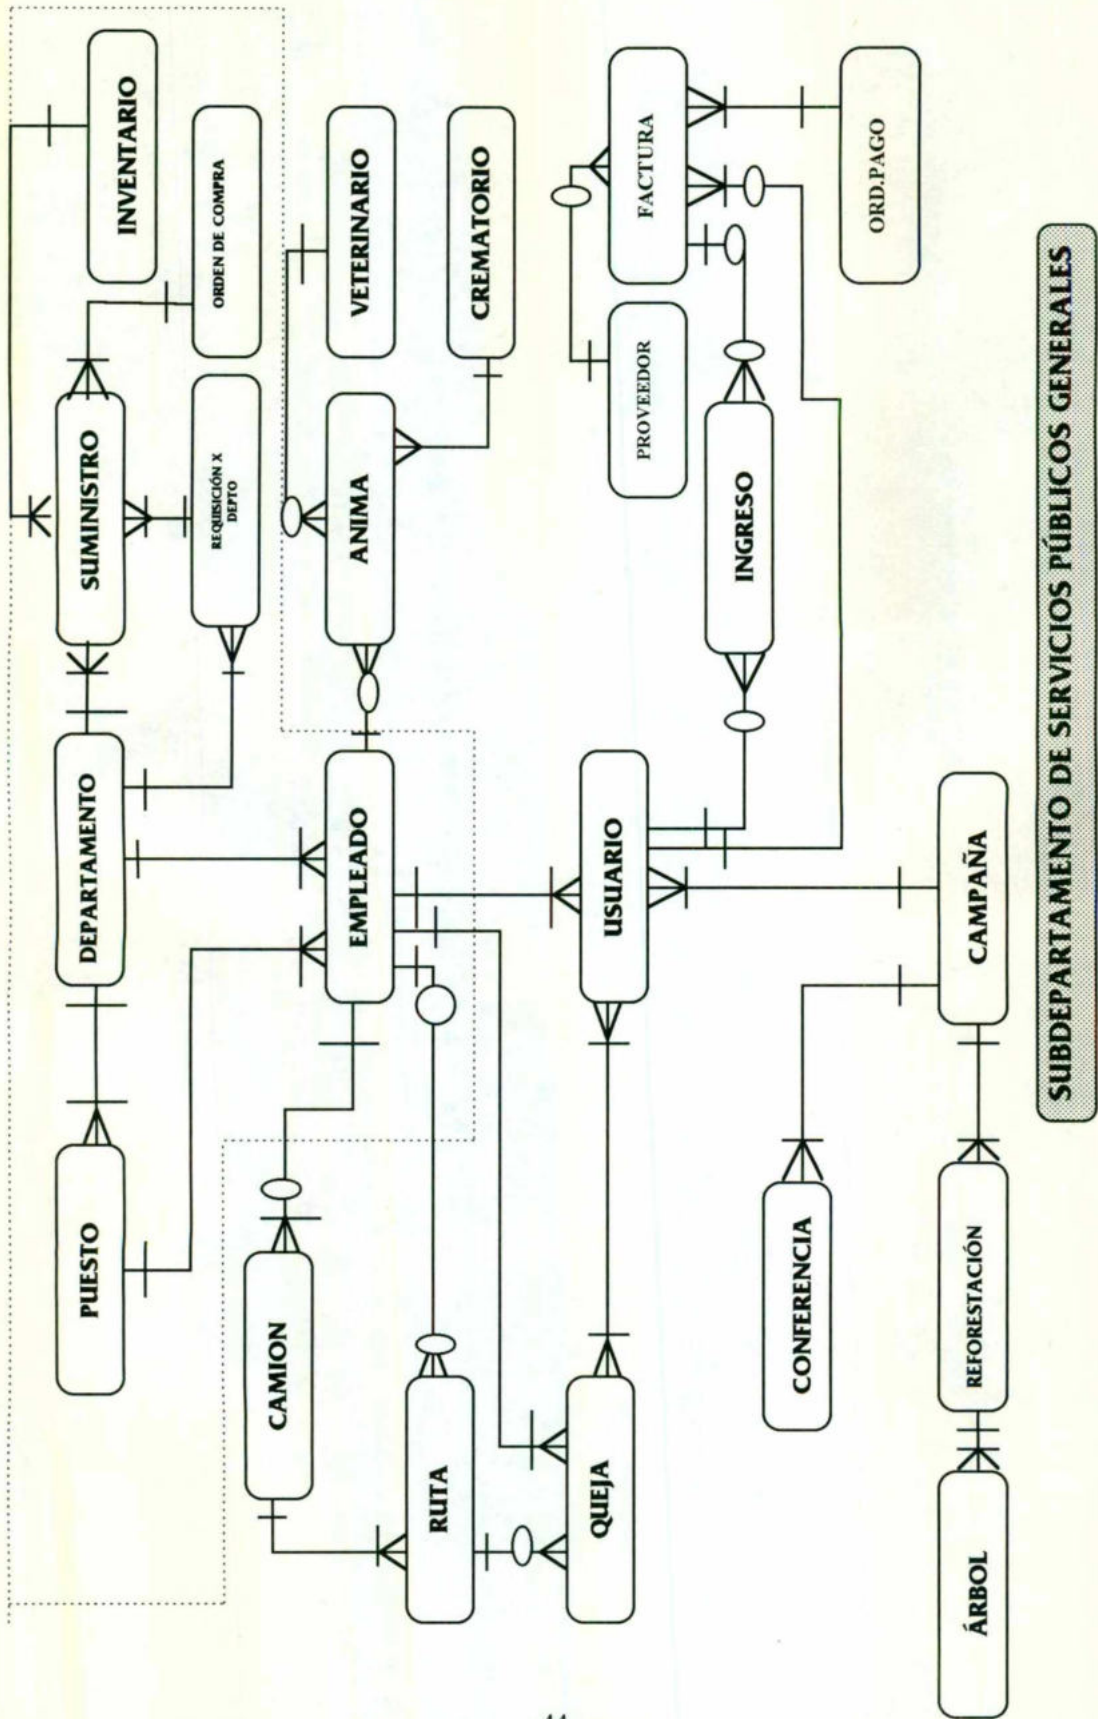 PUESTO
DEPARTAMENTO
SUMINISTRO
INVENTARIO
REQUISICIÓN X
DEPTO
ORDEN DE COMPRA
CAMION
EMPLEADO
ANIMA
VETERINARIO
RUTA
CREMATORIO
QUEJA
USUARIO
PROVEEDOR
FACTURA
INGRESO
CONFERENCIA
ORD.PAGO
ÁRBOL
REFORESTACIÓN
CAMPAÑA
SUBDEPARTAMENTO DE SERVICIOS PÚBLICOS GENERALES